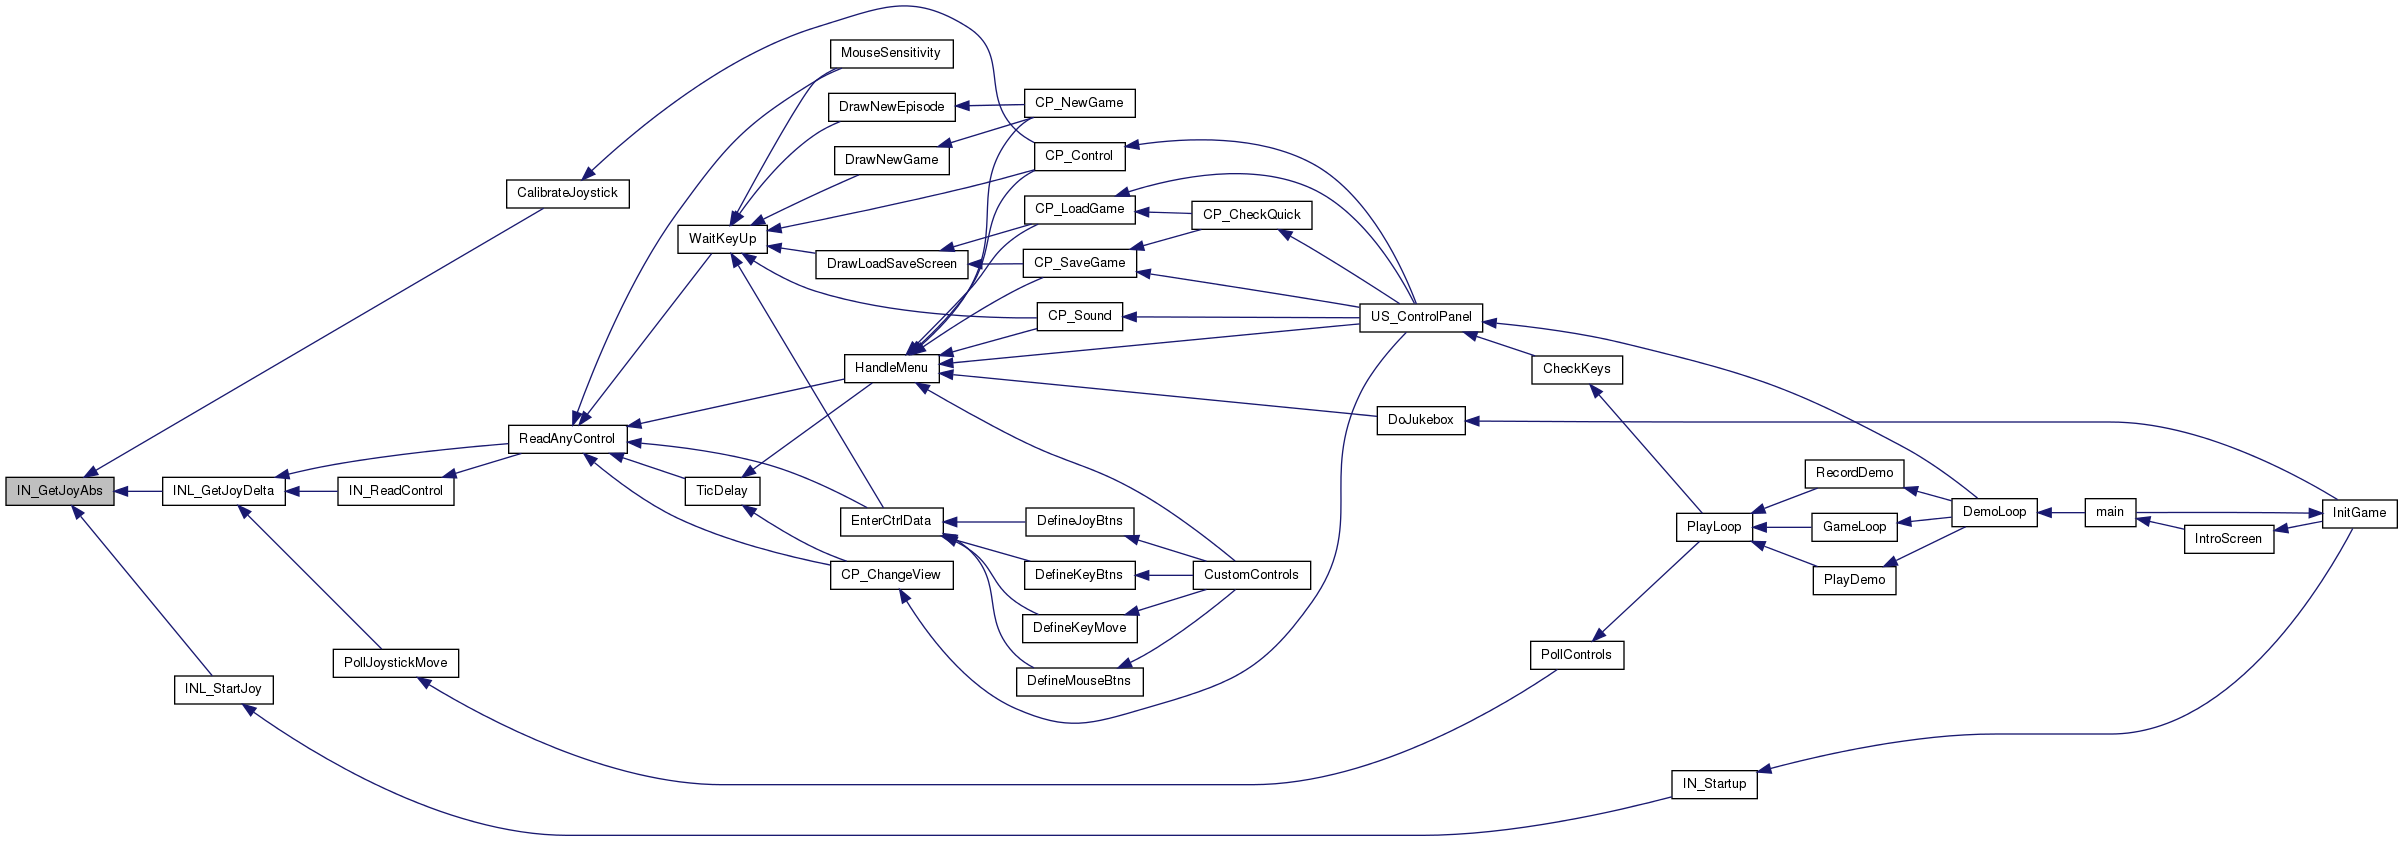 MouseSensitivity
DrawNewEpisode
CP_NewGame
DrawNewGame
CP_Control
CalibrateJoystick
CP_LoadGame
CP_CheckQuick
WaitKeyUp
DrawLoadSaveScreen
CP_SaveGame
CP_Sound
US_ControlPanel
HandleMenu
CheckKeys
DoJukebox
ReadAnyControl
RecordDemo
IN_GetJoyAbs
INL_GetJoyDelta
IN_ReadControl
TicDelay
EnterCtrlData
DefineJoyBtns
PlayLoop
GameLoop
DemoLoop
main
InitGame
IntroScreen
CP_ChangeView
DefineKeyBtns
CustomControls
PlayDemo
DefineKeyMove
PollJoystickMove
PollControls
INL_StartJoy
DefineMouseBtns
IN_Startup